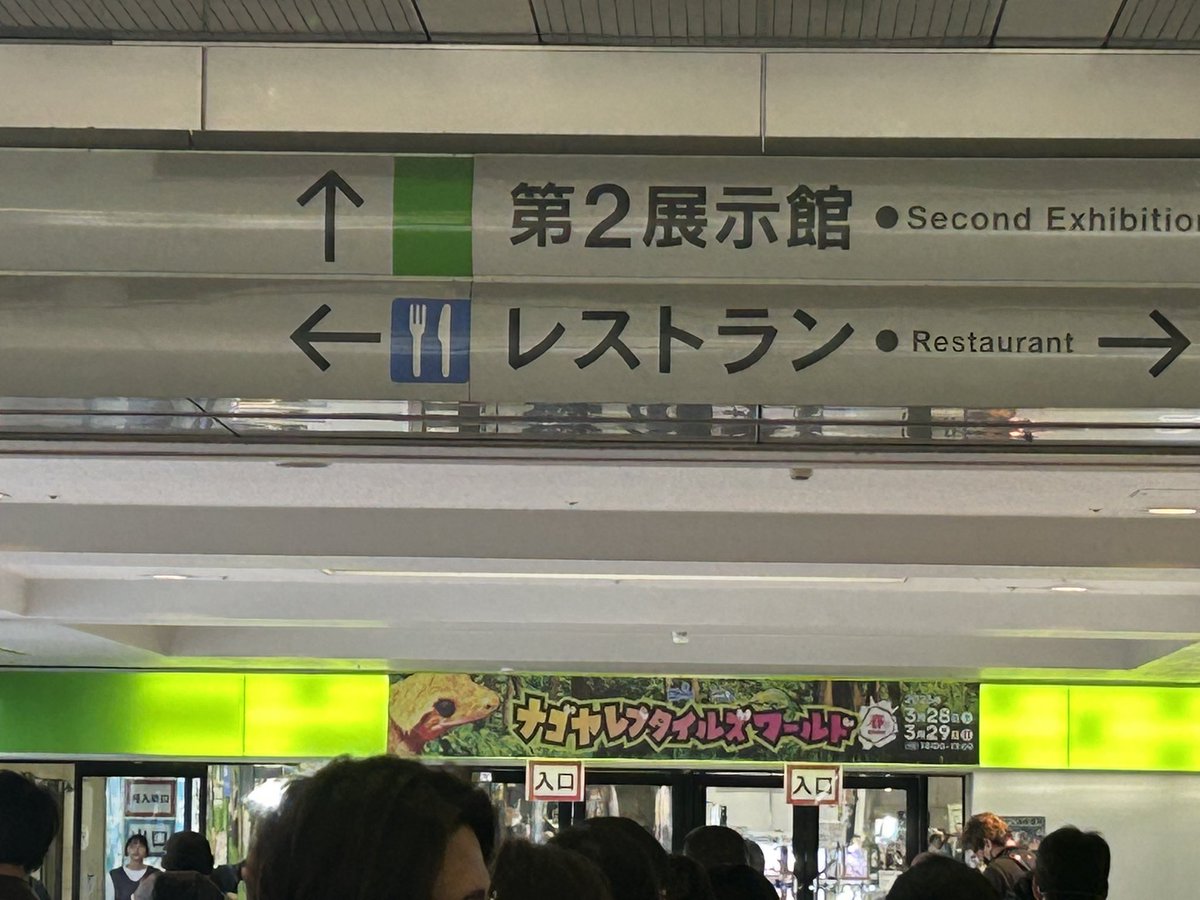 第2展示館 ● Second Exhibition
レストラン ● Restaurant
ナゴヤレプタイルズワールド
3月28日
3月29日
入口
入口